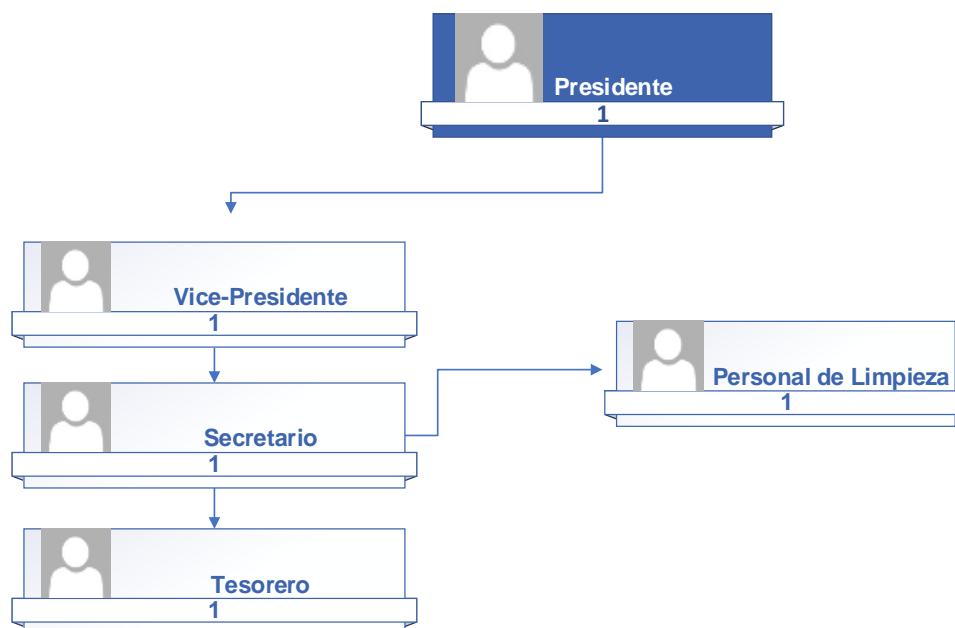 Presidente
1
Vice-Presidente
1
Personal de Limpieza
1
Secretario
1
Tesorero
1